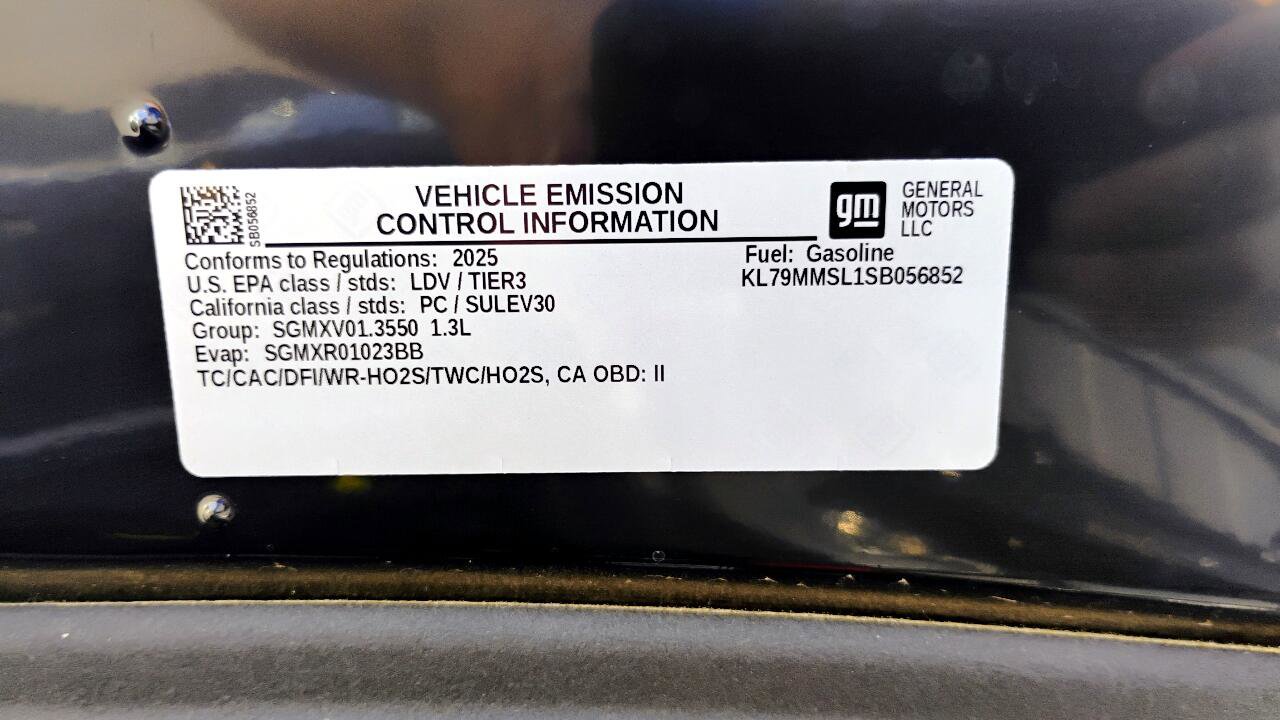 SB056852
VEHICLE EMISSION
CONTROL INFORMATION
gm
GENERAL
MOTORS
LLC
Conforms to Regulations: 2025
Fuel: Gasoline
U.S. EPA class / stds: LDV / TIER3
KL79MMSL1SB056852
California class / stds: PC / SULEV30
Group: SGMXV01.3550 1.3L
Evap: SGMXR01023BB
TC/CAC/DFI/WR-HO2S/TWC/HO2S, CA OBD: II